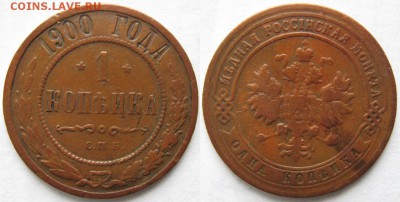 COINS.LAVE.RU
1900 ГОДА
* 1 *
КОПѢЙКА
С.П.Б.
МѢДНАЯ РОССІЙСКАЯ МОНЕТА
ОДНА КОПѢЙКА